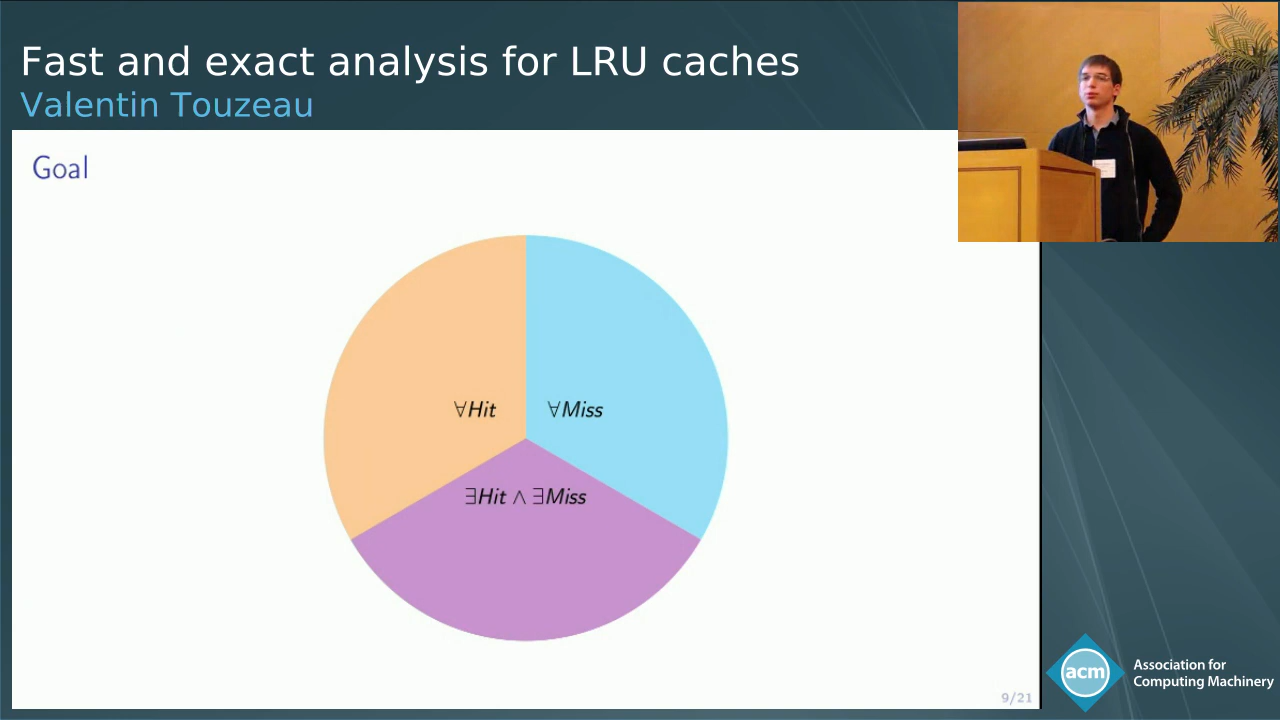 Fast and exact analysis for LRU caches
Valentin Touzeau
Goal
∀Hit
∀Miss
∃Hit ∧ ∃Miss
9/21
acm
Association for
Computing Machinery